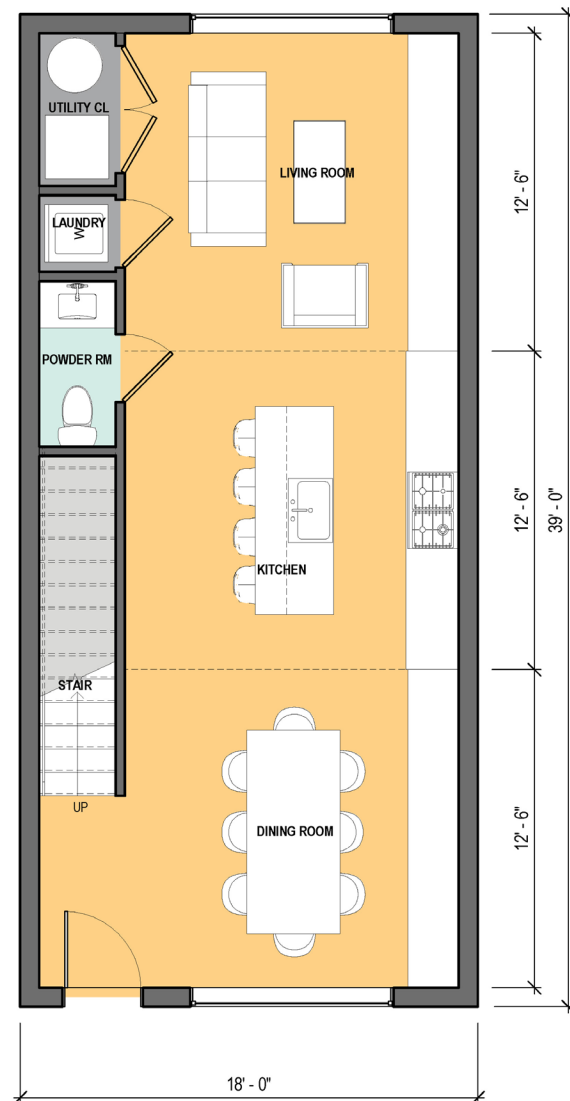 UTILITY CL
LIVING ROOM
12' - 6"
LAUNDRY
W
POWDER RM
12' - 6"
39' - 0"
KITCHEN
STAIR
UP
DINING ROOM
12' - 6"
18' - 0"